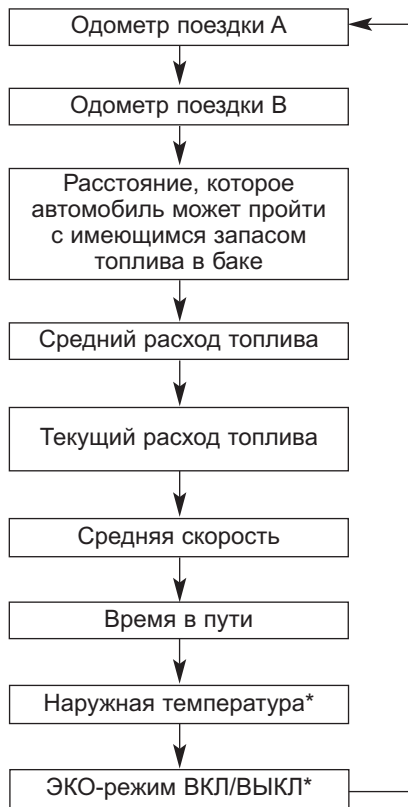 Одометр поездки A
Одометр поездки B
Расстояние, которое
автомобиль может пройти
с имеющимся запасом
топлива в баке
Средний расход топлива
Текущий расход топлива
Средняя скорость
Время в пути
Наружная температура*
ЭКО-режим ВКЛ/ВЫКЛ*